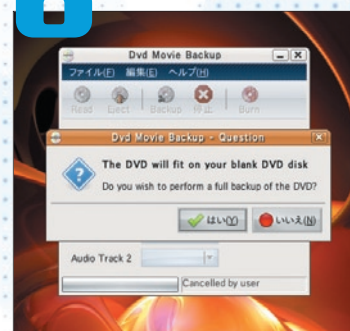 Dvd Movie Backup
ファイル(F) 編集(E) ヘルプ(H)
Read Eject Backup 停止 Burn
Dvd Movie Backup - Question
The DVD will fit on your blank DVD disk
Do you wish to perform a full backup of the DVD?
はい(Y) いいえ(N)
Audio Track 2
Cancelled by user